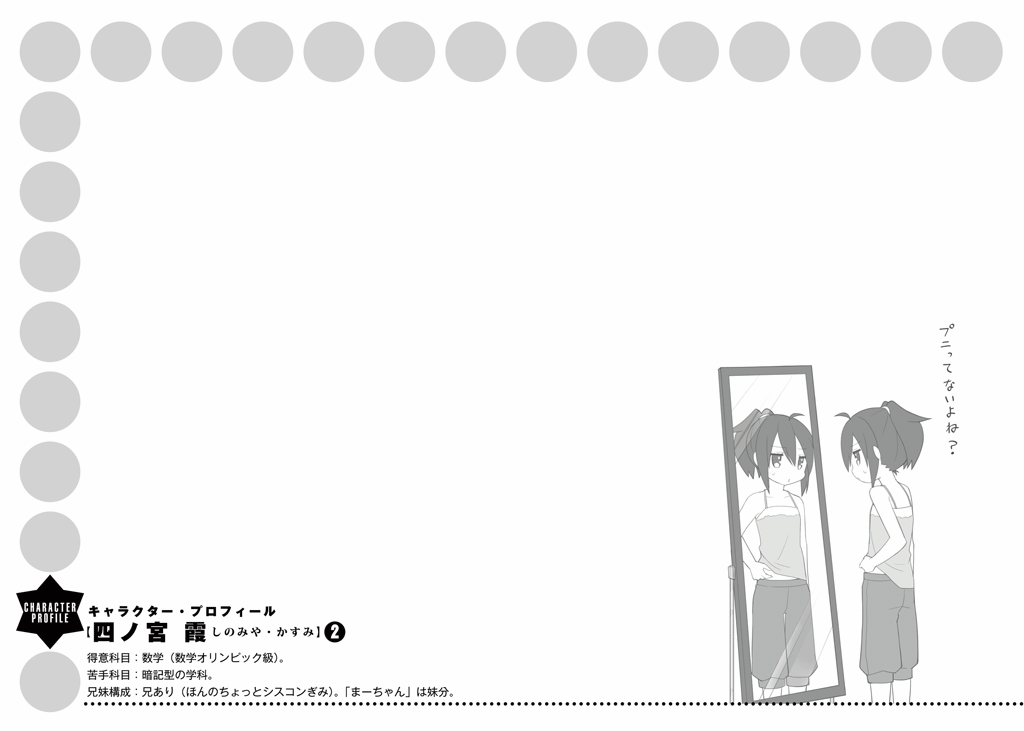 プニってないよね？
CHARACTER
PROFILE
キャラクター・プロフィール
【四ノ宮 霞 しのみや・かすみ】❷
得意科目：数学（数学オリンピック級）。
苦手科目：暗記型の学科。
兄妹構成：兄あり（ほんのちょっとシスコンぎみ）。「まーちゃん」は妹分。